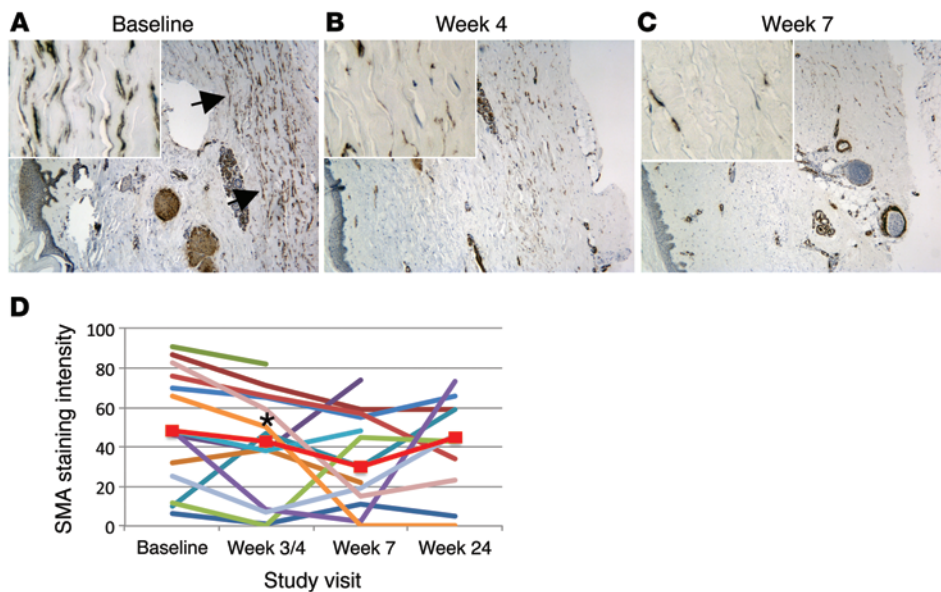 A Baseline
B Week 4
C Week 7
D
SMA staining intensity
100
80
60
40
20
0
*
Baseline Week 3/4 Week 7 Week 24
Study visit